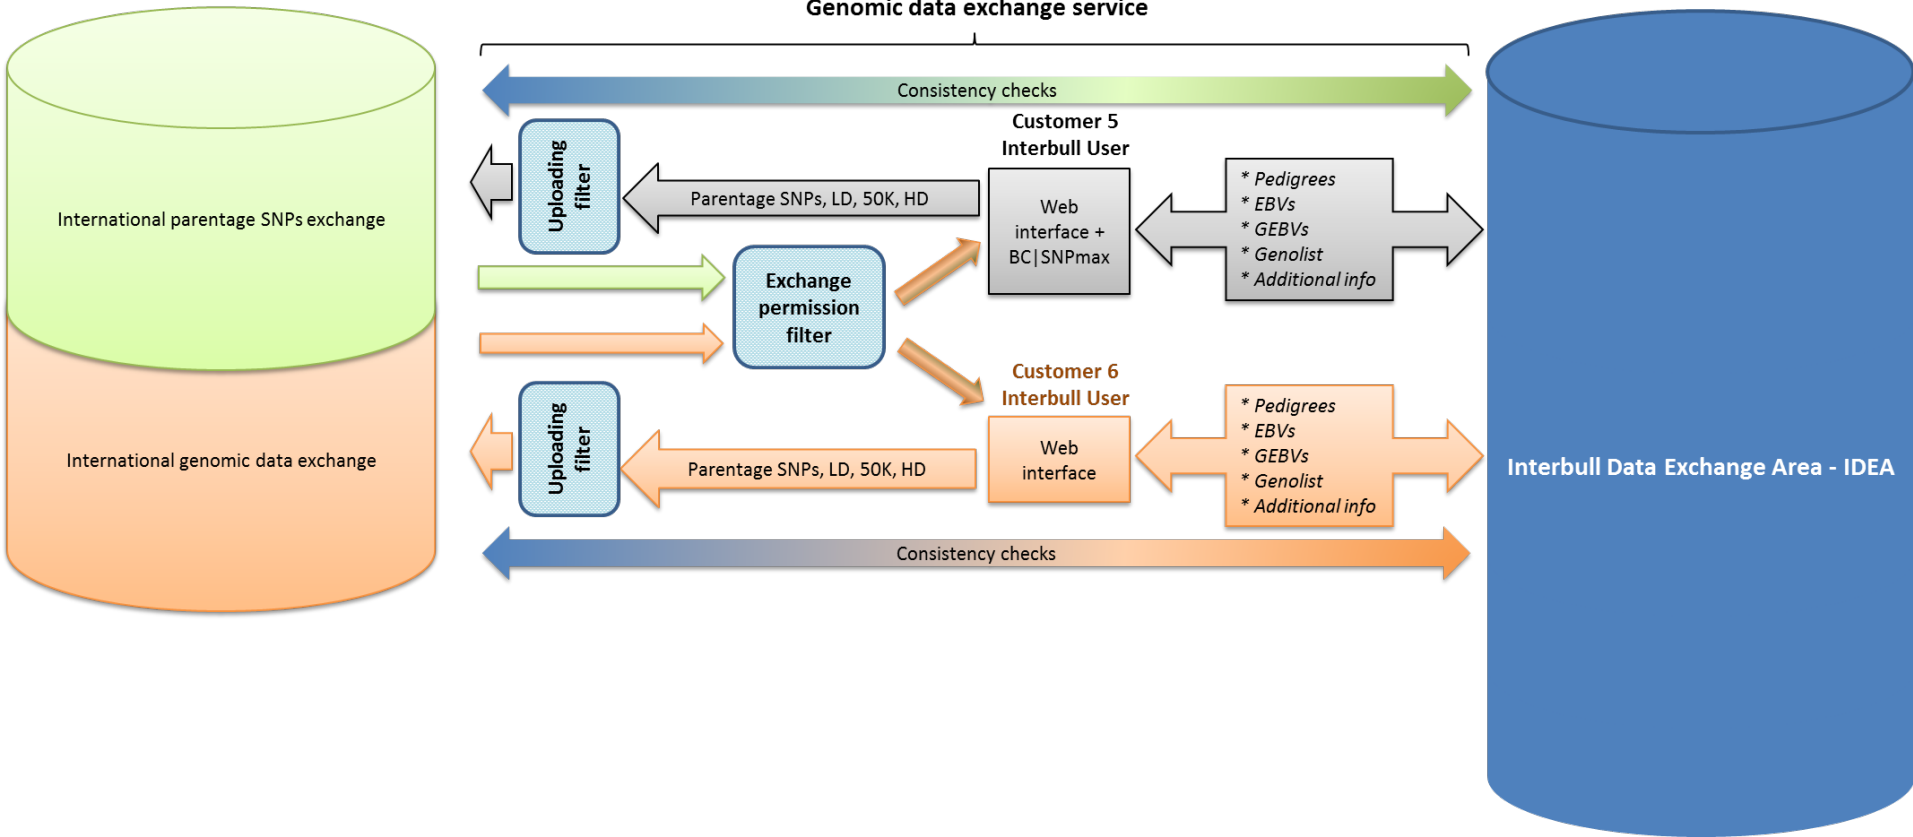 Genomic data exchange service
Consistency checks
Customer 5
Interbull User
Uploading
filter
Parentage SNPs, LD, 50K, HD
Web
interface +
BC|SNPmax
* Pedigrees
* EBVs
* GEBVs
* Genolist
* Additional info
International parentage SNPs exchange
Exchange
permission
filter
Customer 6
Interbull User
Uploading
filter
Parentage SNPs, LD, 50K, HD
Web
interface
* Pedigrees
* EBVs
* GEBVs
* Genolist
* Additional info
International genomic data exchange
Interbull Data Exchange Area - IDEA
Consistency checks